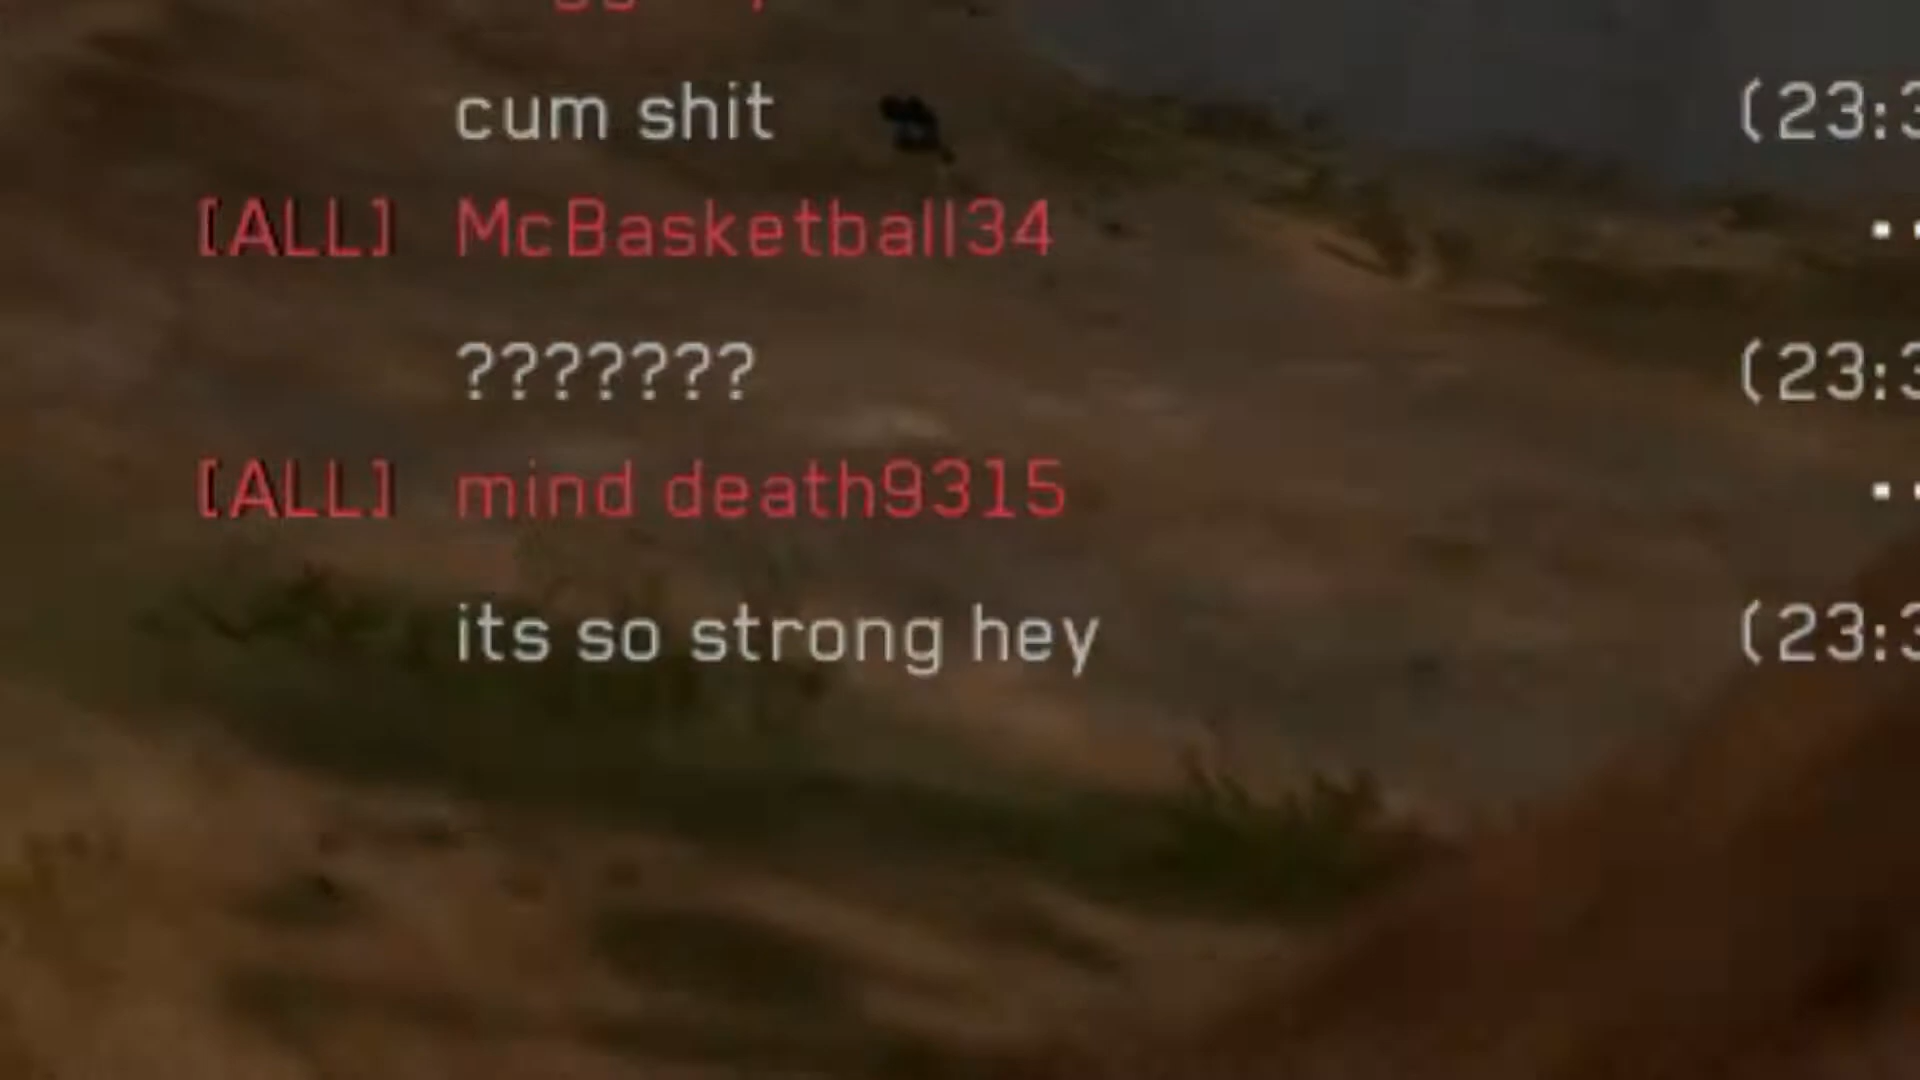 cum shit (23:3
[ALL] McBasketball34
??????? (23:3
[ALL] mind death9315
its so strong hey (23:3